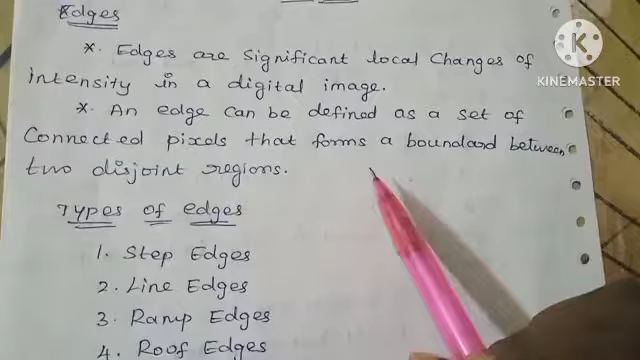 Edges
*. Edges are significant local changes of
intensity in a digital image.
*. An edge can be defined as a set of
Connected pixels that forms a boundard between
two disjoint regions.
Types of edges
1. Step Edges
2. Line Edges
3. Ramp Edges
4. Roof Edges
K
KINEMASTER